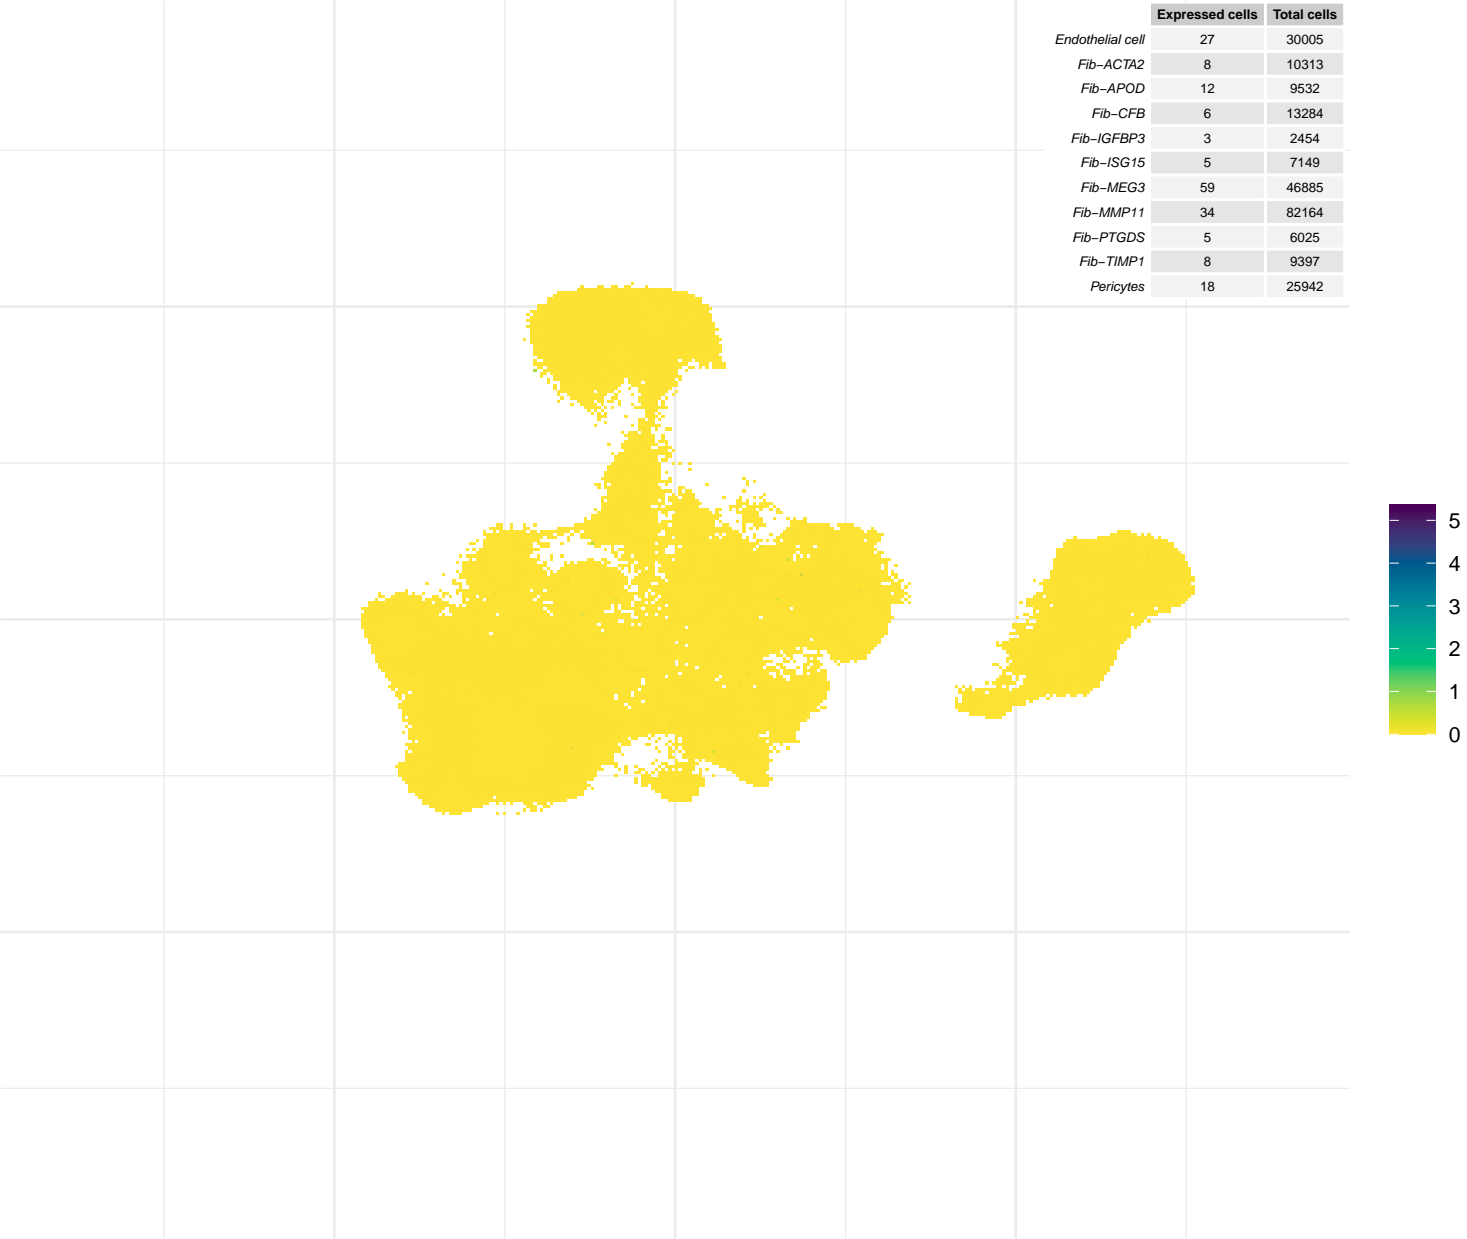 Expressed cells Total cells
Endothelial cell 27 30005
Fib−ACTA2 8 10313
Fib−APOD 12 9532
Fib−CFB 6 13284
Fib−IGFBP3 3 2454
Fib−ISG15 5 7149
Fib−MEG3 59 46885
Fib−MMP11 34 82164
Fib−PTGDS 5 6025
Fib−TIMP1 8 9397
Pericytes 18 25942
5
4
3
2
1
0